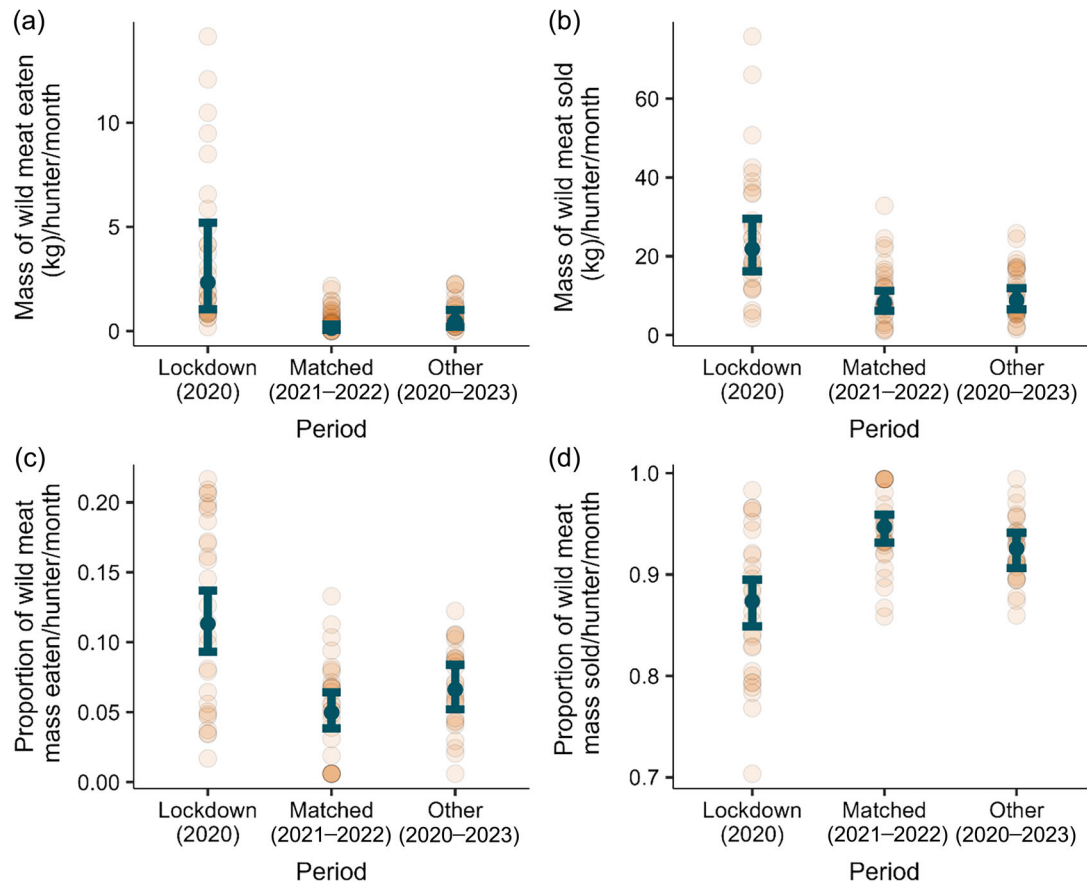 (a)
Mass of wild meat eaten
(kg)/hunter/month
10
5
0
Lockdown
(2020)
Matched
(2021–2022)
Other
(2020–2023)
Period
(b)
Mass of wild meat sold
(kg)/hunter/month
60
40
20
0
Lockdown
(2020)
Matched
(2021–2022)
Other
(2020–2023)
Period
(c)
Proportion of wild meat
mass eaten/hunter/month
0.20
0.15
0.10
0.05
0.00
Lockdown
(2020)
Matched
(2021–2022)
Other
(2020–2023)
Period
(d)
Proportion of wild meat
mass sold/hunter/month
1.0
0.9
0.8
0.7
Lockdown
(2020)
Matched
(2021–2022)
Other
(2020–2023)
Period